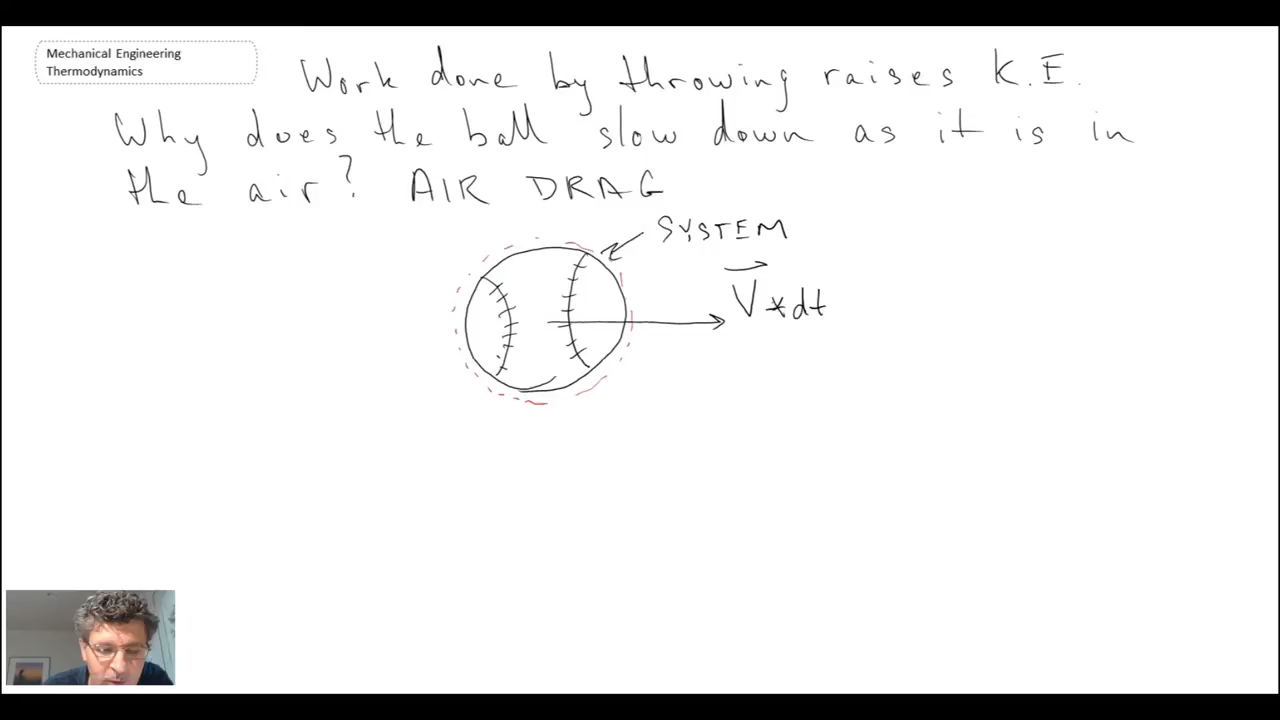 Mechanical Engineering
Thermodynamics
Work done by throwing raises K.E.
Why does the ball slow down as it is in
the air? AIR DRAG
SYSTEM
V*dt